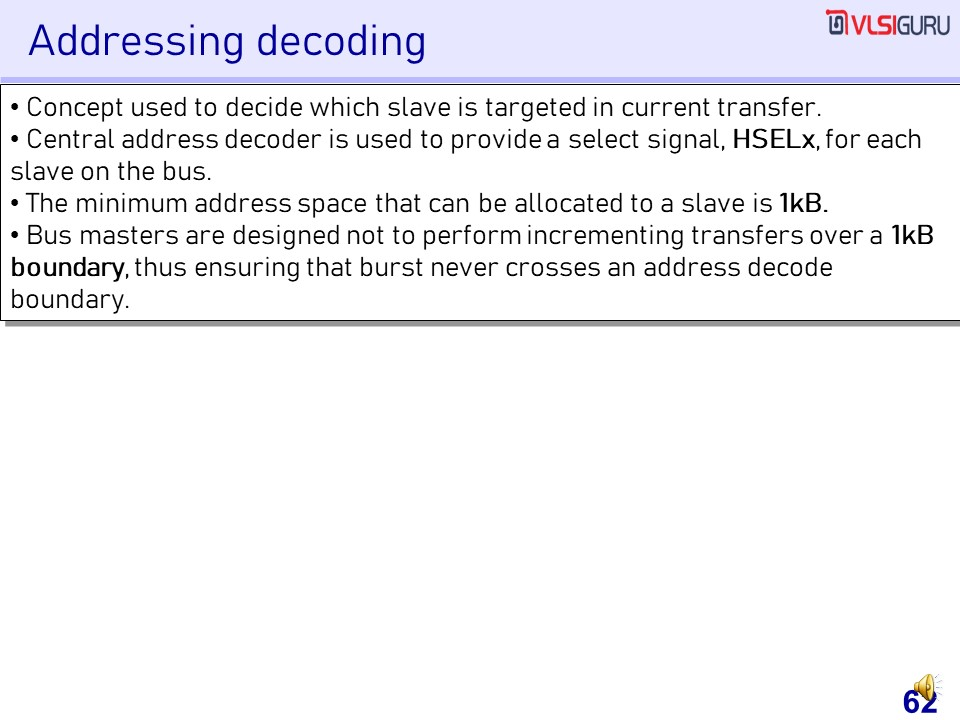 Addressing decoding
VLSIGURU
• Concept used to decide which slave is targeted in current transfer.
• Central address decoder is used to provide a select signal, HSELx, for each
slave on the bus.
• The minimum address space that can be allocated to a slave is 1kB.
• Bus masters are designed not to perform incrementing transfers over a 1kB
boundary, thus ensuring that burst never crosses an address decode
boundary.
62